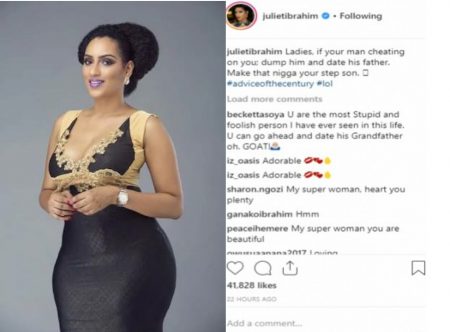 julietibrahim • Following
julietibrahim Ladies, if your man cheating
on you; dump him and date his father.
Make that nigga your step son.
#adviceofthecentury #lol
Load more comments
beckettasoya U are the most Stupid and
foolish person I have ever seen in this life.
U can go ahead and date his Grandfather
oh. GOAT!
iz_oasis Adorable
iz_oasis Adorable
sharon.ngozi My super woman, heart you
plenty
ganakoibrahim Hmm
peaceihemere My super woman you are
beautiful
owusuaanana2017 Loving
41,828 likes
22 HOURS AGO
Add a comment...